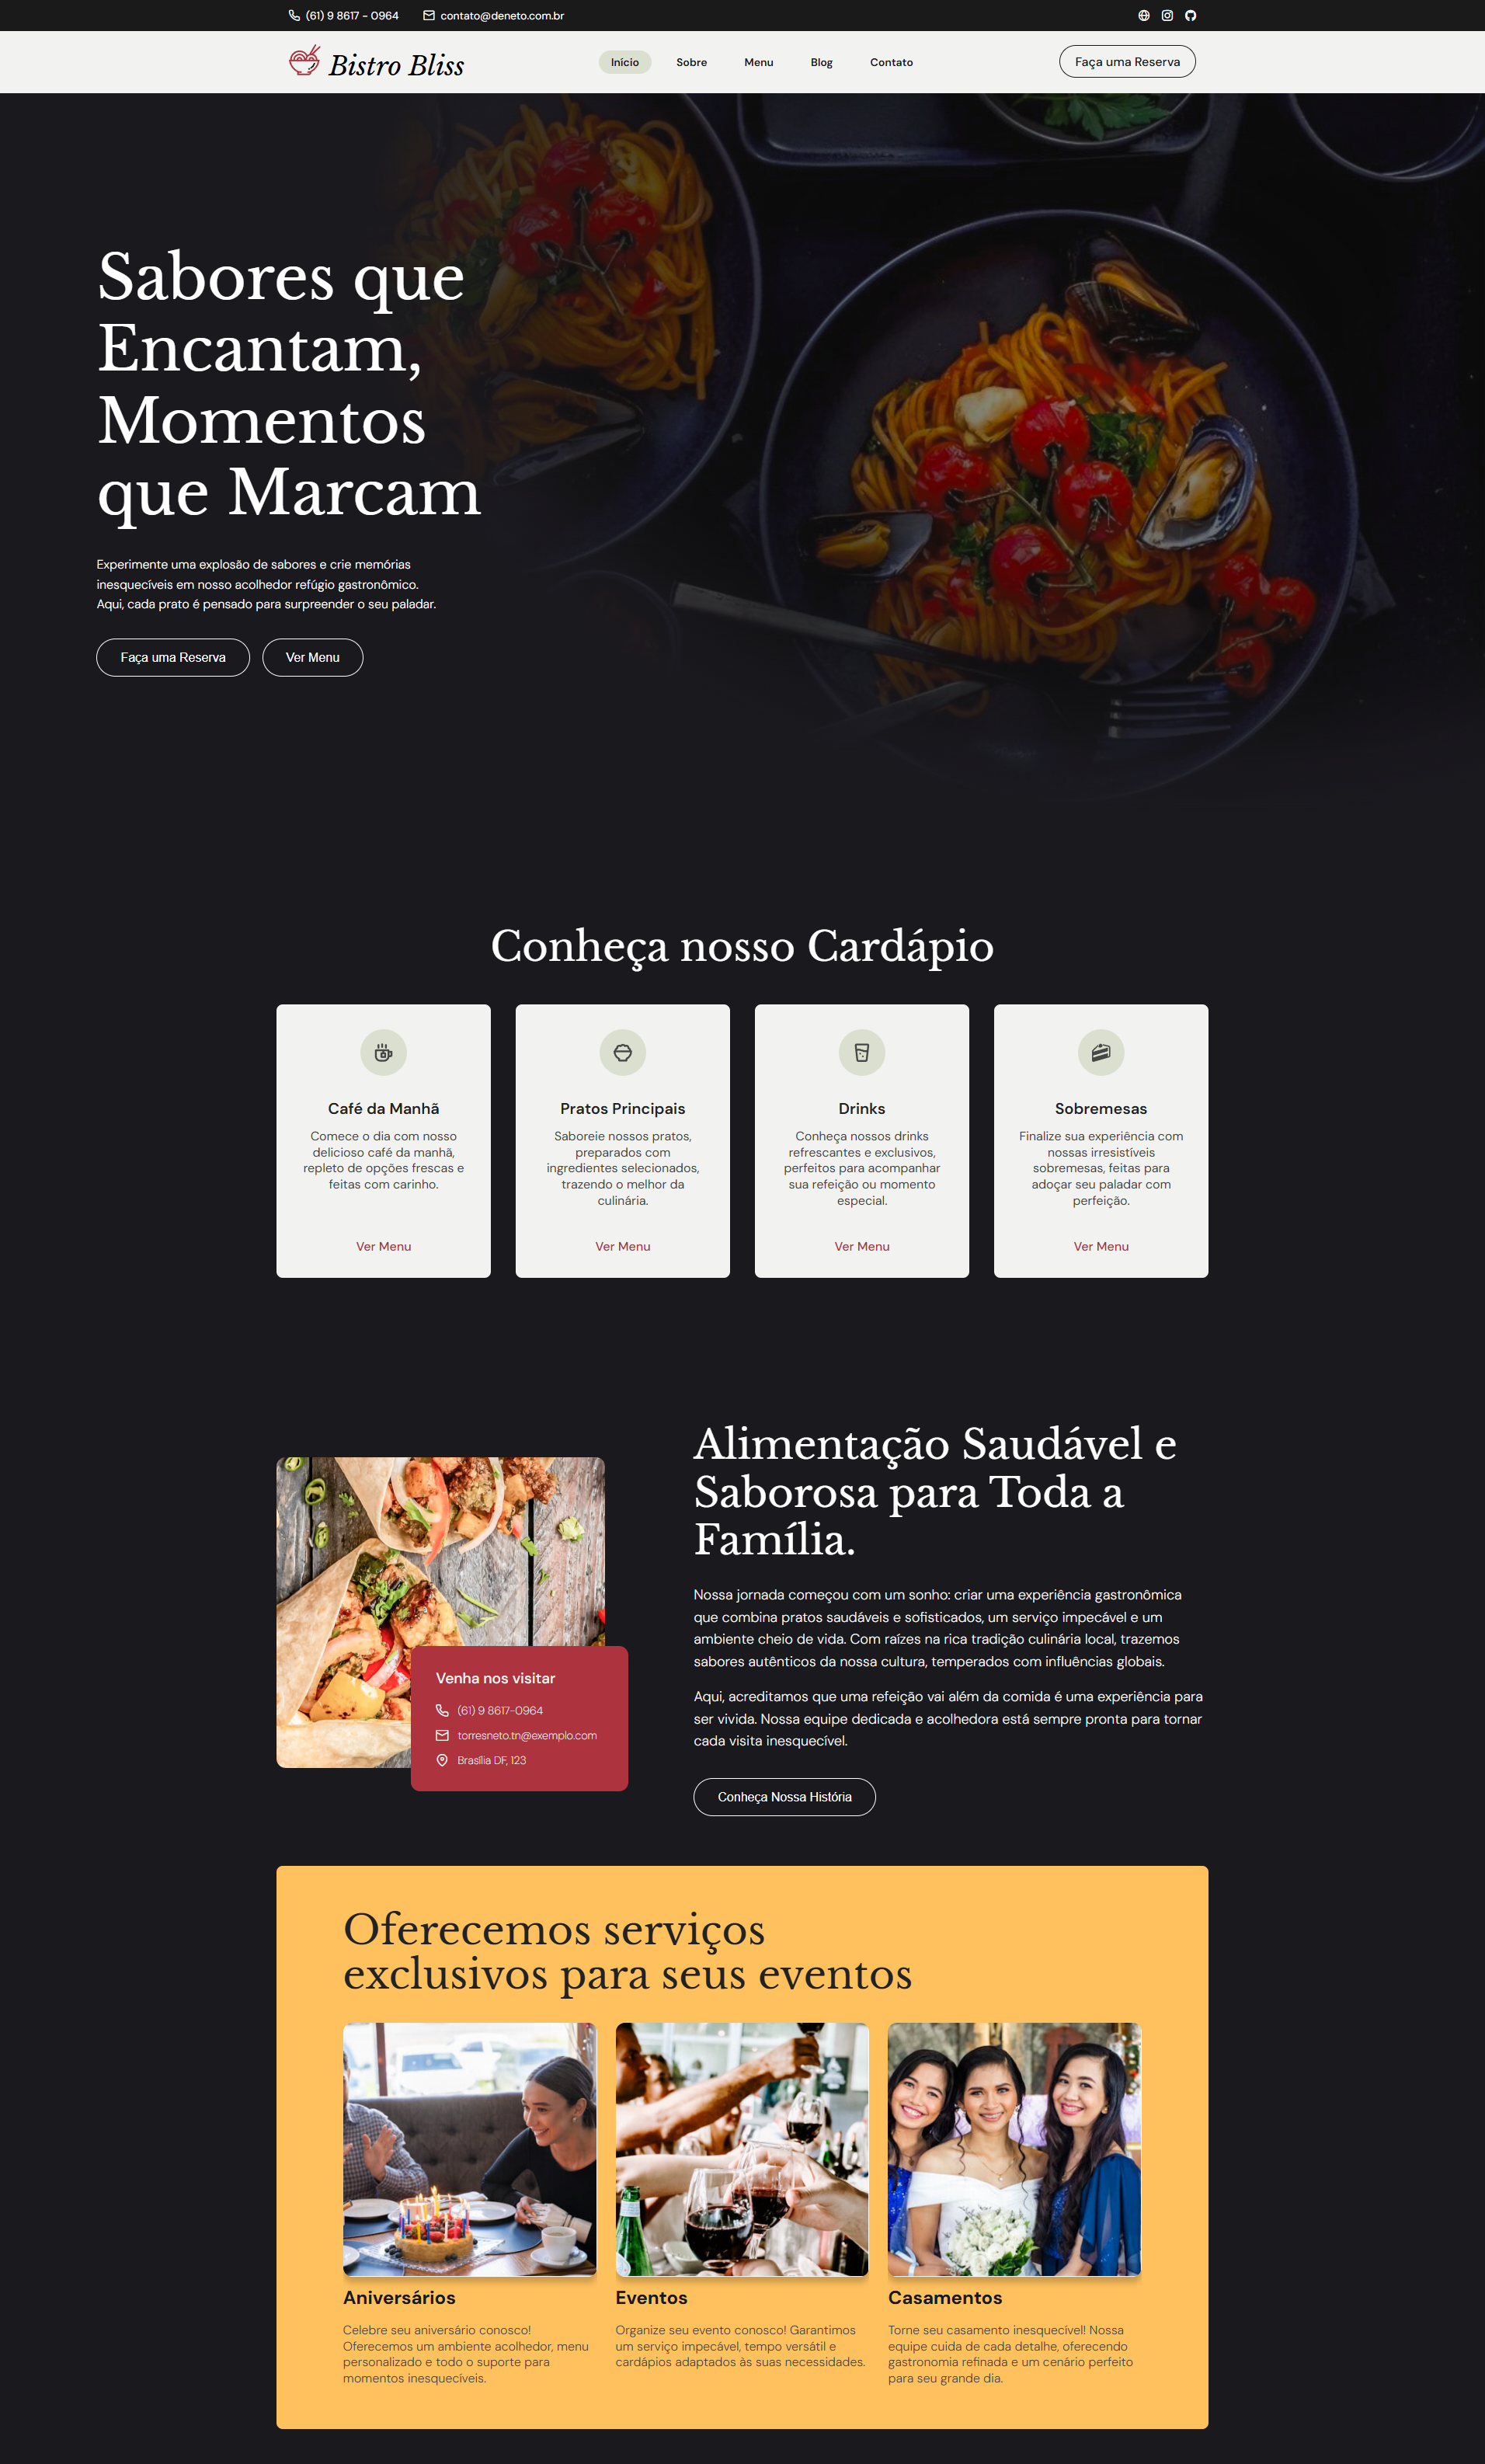 (61) 9 8617 - 0964
contato@deneto.com.br
Bistro Bliss
Início
Sobre
Menu
Blog
Contato
Faça uma Reserva
Sabores que
Encantam,
Momentos
que Marcam
Experimente uma explosão de sabores e crie memórias
inesquecíveis em nosso acolhedor refúgio gastronômico.
Aqui, cada prato é pensado para surpreender o seu paladar.
Faça uma Reserva
Ver Menu
Conheça nosso Cardápio
Café da Manhã
Comece o dia com nosso
delicioso café da manhã,
repleto de opções frescas e
feitas com carinho.
Ver Menu
Pratos Principais
Saboreie nossos pratos,
preparados com
ingredientes selecionados,
trazendo o melhor da
culinária.
Ver Menu
Drinks
Conheça nossos drinks
refrescantes e exclusivos,
perfeitos para acompanhar
sua refeição ou momento
especial.
Ver Menu
Sobremesas
Finalize sua experiência com
nossas irresistíveis
sobremesas, feitas para
adoçar seu paladar com
perfeição.
Ver Menu
Venha nos visitar
(61) 9 8617-0964
torresneto.tn@exemplo.com
Brasília DF, 123
Alimentação Saudável e
Saborosa para Toda a
Família.
Nossa jornada começou com um sonho: criar uma experiência gastronômica
que combina pratos saudáveis e sofisticados, um serviço impecável e um
ambiente cheio de vida. Com raízes na rica tradição culinária local, trazemos
sabores autênticos da nossa cultura, temperados com influências globais.
Aqui, acreditamos que uma refeição vai além da comida é uma experiência para
ser vivida. Nossa equipe dedicada e acolhedora está sempre pronta para tornar
cada visita inesquecível.
Conheça Nossa História
Oferecemos serviços
exclusivos para seus eventos
Aniversários
Celebre seu aniversário conosco!
Oferecemos um ambiente acolhedor, menu
personalizado e todo o suporte para
momentos inesquecíveis.
Eventos
Organize seu evento conosco! Garantimos
um serviço impecável, tempo versátil e
cardápios adaptados às suas necessidades.
Casamentos
Torne seu casamento inesquecível! Nossa
equipe cuida de cada detalhe, oferecendo
gastronomia refinada e um cenário perfeito
para seu grande dia.